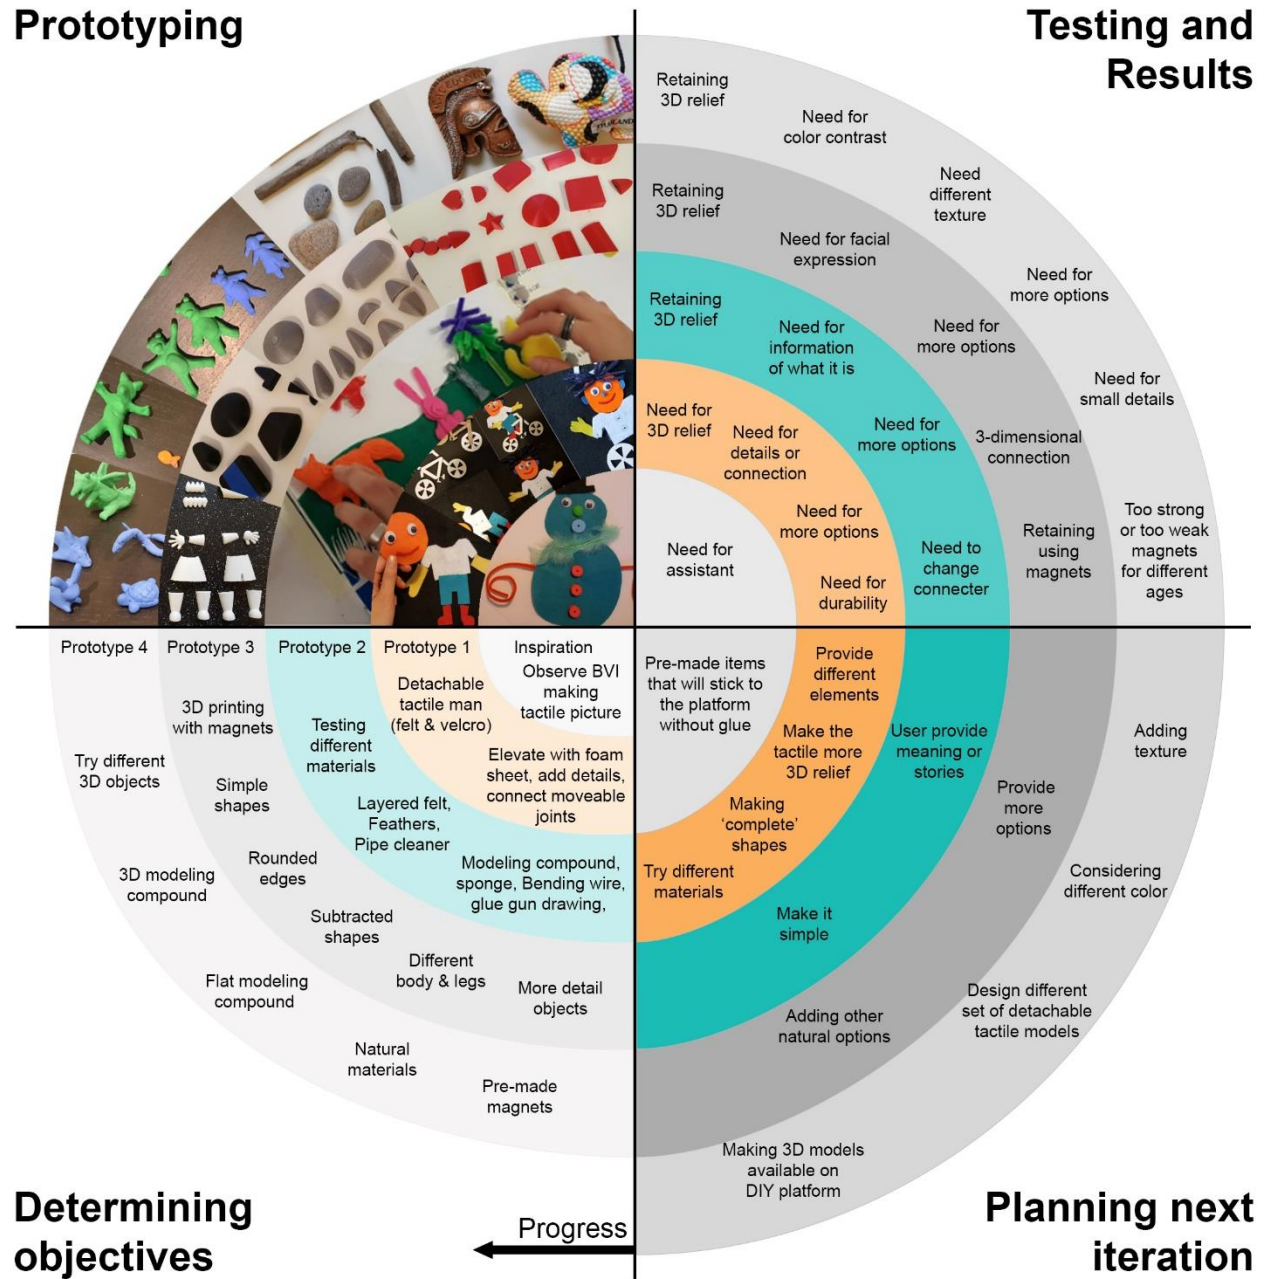 Prototyping
Testing and
Results
Retaining
3D relief
Need for
color contrast
Need
different
texture
Need for
more options
Need for
small details
Too strong
or too weak
magnets
for different
ages
Retaining
3D relief
Need for facial
expression
Need for
more options
3-dimensional
connection
Retaining
using
magnets
Retaining
3D relief
Need for
information
of what it is
Need for
more options
Need to
change
connecter
Need for
3D relief
Need for
details or
connection
Need for
more options
Need for
durability
Need for
assistant
THAILAND
Prototype 4
Prototype 3
Prototype 2
Prototype 1
Inspiration
Observe BVI
making
tactile picture
Detachable
tactile man
(felt & velcro)
Elevate with foam
sheet, add details,
connect moveable
joints
Testing
different
materials
Layered felt,
Feathers,
Pipe cleaner
Modeling compound,
sponge, Bending wire,
glue gun drawing,
3D printing
with magnets
Simple
shapes
Rounded
edges
Subtracted
shapes
Different
body & legs
More detail
objects
Try different
3D objects
3D modeling
compound
Flat modeling
compound
Natural
materials
Pre-made
magnets
Pre-made items
that will stick to
the platform
without glue
Provide
different
elements
Make the
tactile more
3D relief
Making
‘complete’
shapes
Try different
materials
User provide
meaning or
stories
Make it
simple
Provide
more
options
Adding other
natural options
Adding
texture
Considering
different color
Design different
set of detachable
tactile models
Making 3D models
available on
DIY platform
Determining
objectives
Progress
Planning next
iteration